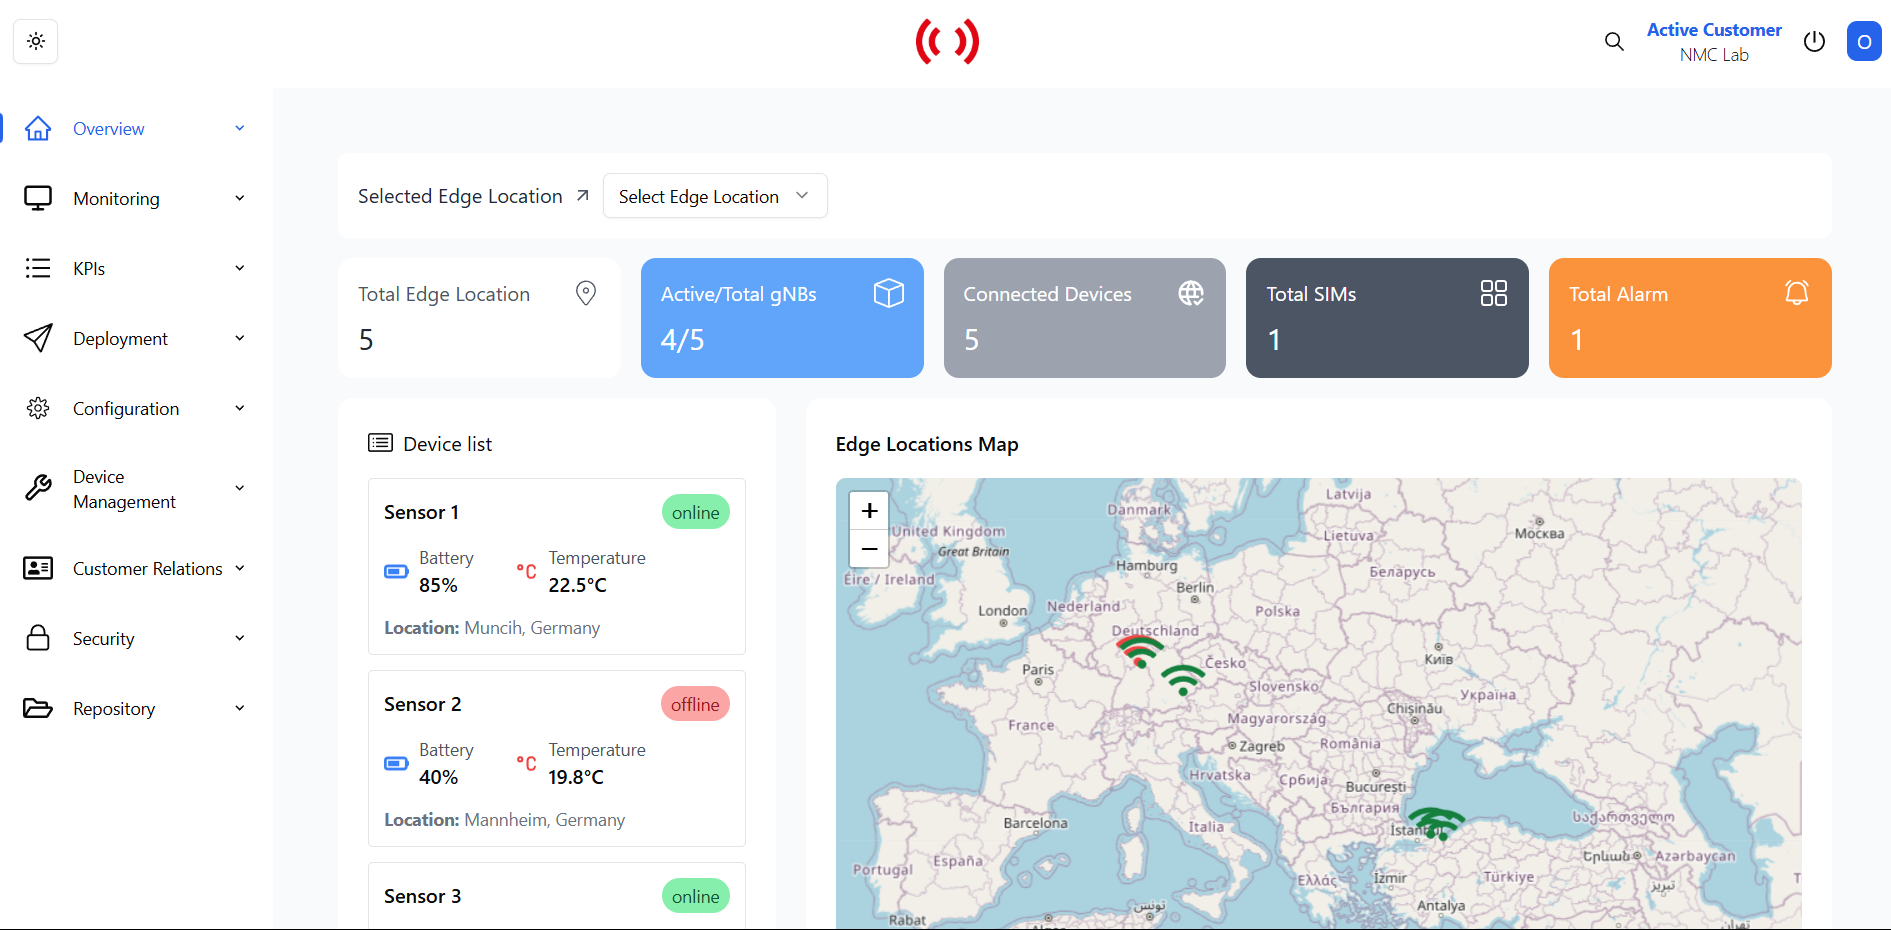 Active Customer
NMC Lab
O
Overview
Monitoring
KPIs
Deployment
Configuration
Device
Management
Customer Relations
Security
Repository
Selected Edge Location
Select Edge Location
Total Edge Location
5
Active/Total gNBs
4/5
Connected Devices
5
Total SIMs
1
Total Alarm
1
Device list
Sensor 1
online
Battery
85%
°C
Temperature
22.5°C
Location: Muncih, Germany
Sensor 2
offline
Battery
40%
°C
Temperature
19.8°C
Location: Mannheim, Germany
Sensor 3
online
Edge Locations Map
+
−
Latvija
Danmark
United Kingdom
Great Britain
Москва
Lietuva
Hamburg
Éire / Ireland
Беларусь
Berlin
London
Nederland
Polska
Deutschland
Paris
Česko
Київ
Slovensko
Україна
Chișinău
France
Magyarország
Zagreb
România
Hrvatska
Србија
București
България
Barcelona
Italia
İstanbul
საქართველო
Portugal
España
Երևան
Azərbaycan
Ελλάς
İzmir
Türkiye
تبریز
Antalya
تونس
Rabat